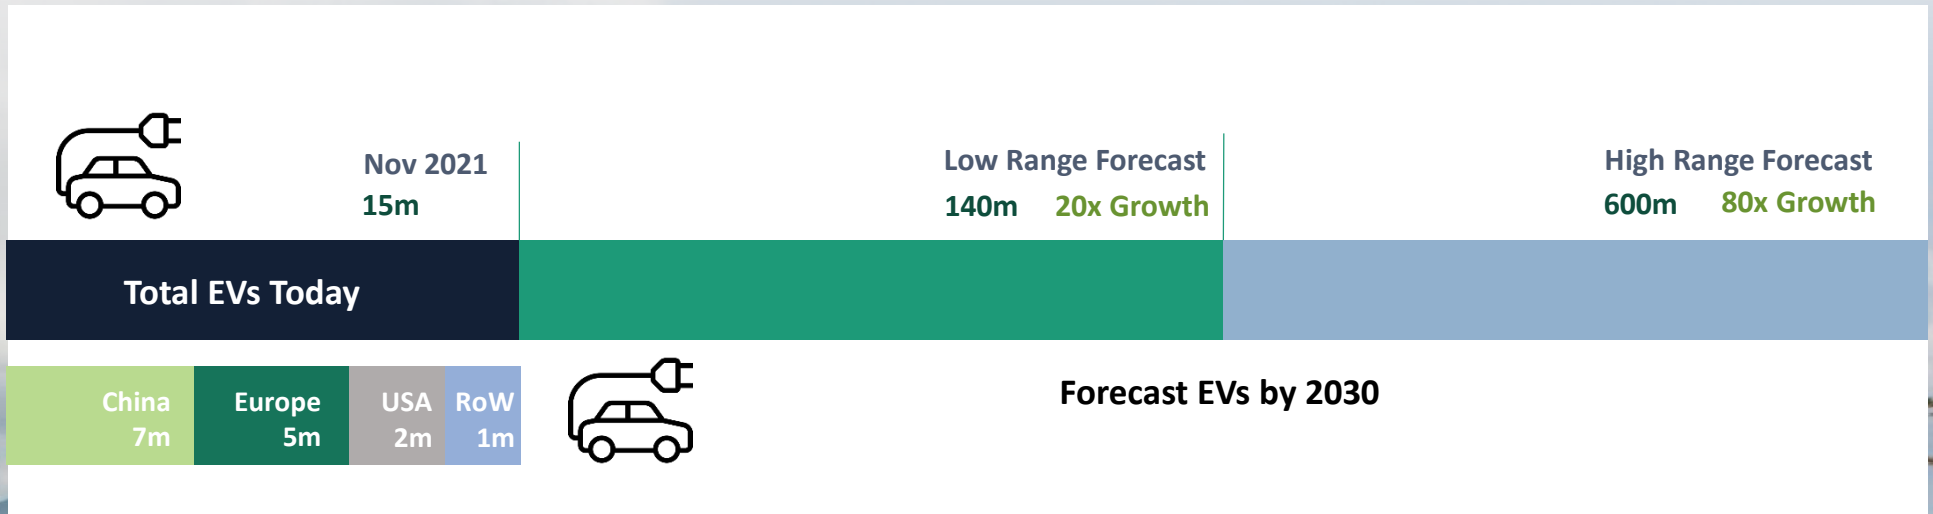 Nov 2021
15m
Low Range Forecast
140m 20x Growth
High Range Forecast
600m 80x Growth
Total EVs Today
China
7m
Europe
5m
USA
2m
RoW
1m
Forecast EVs by 2030